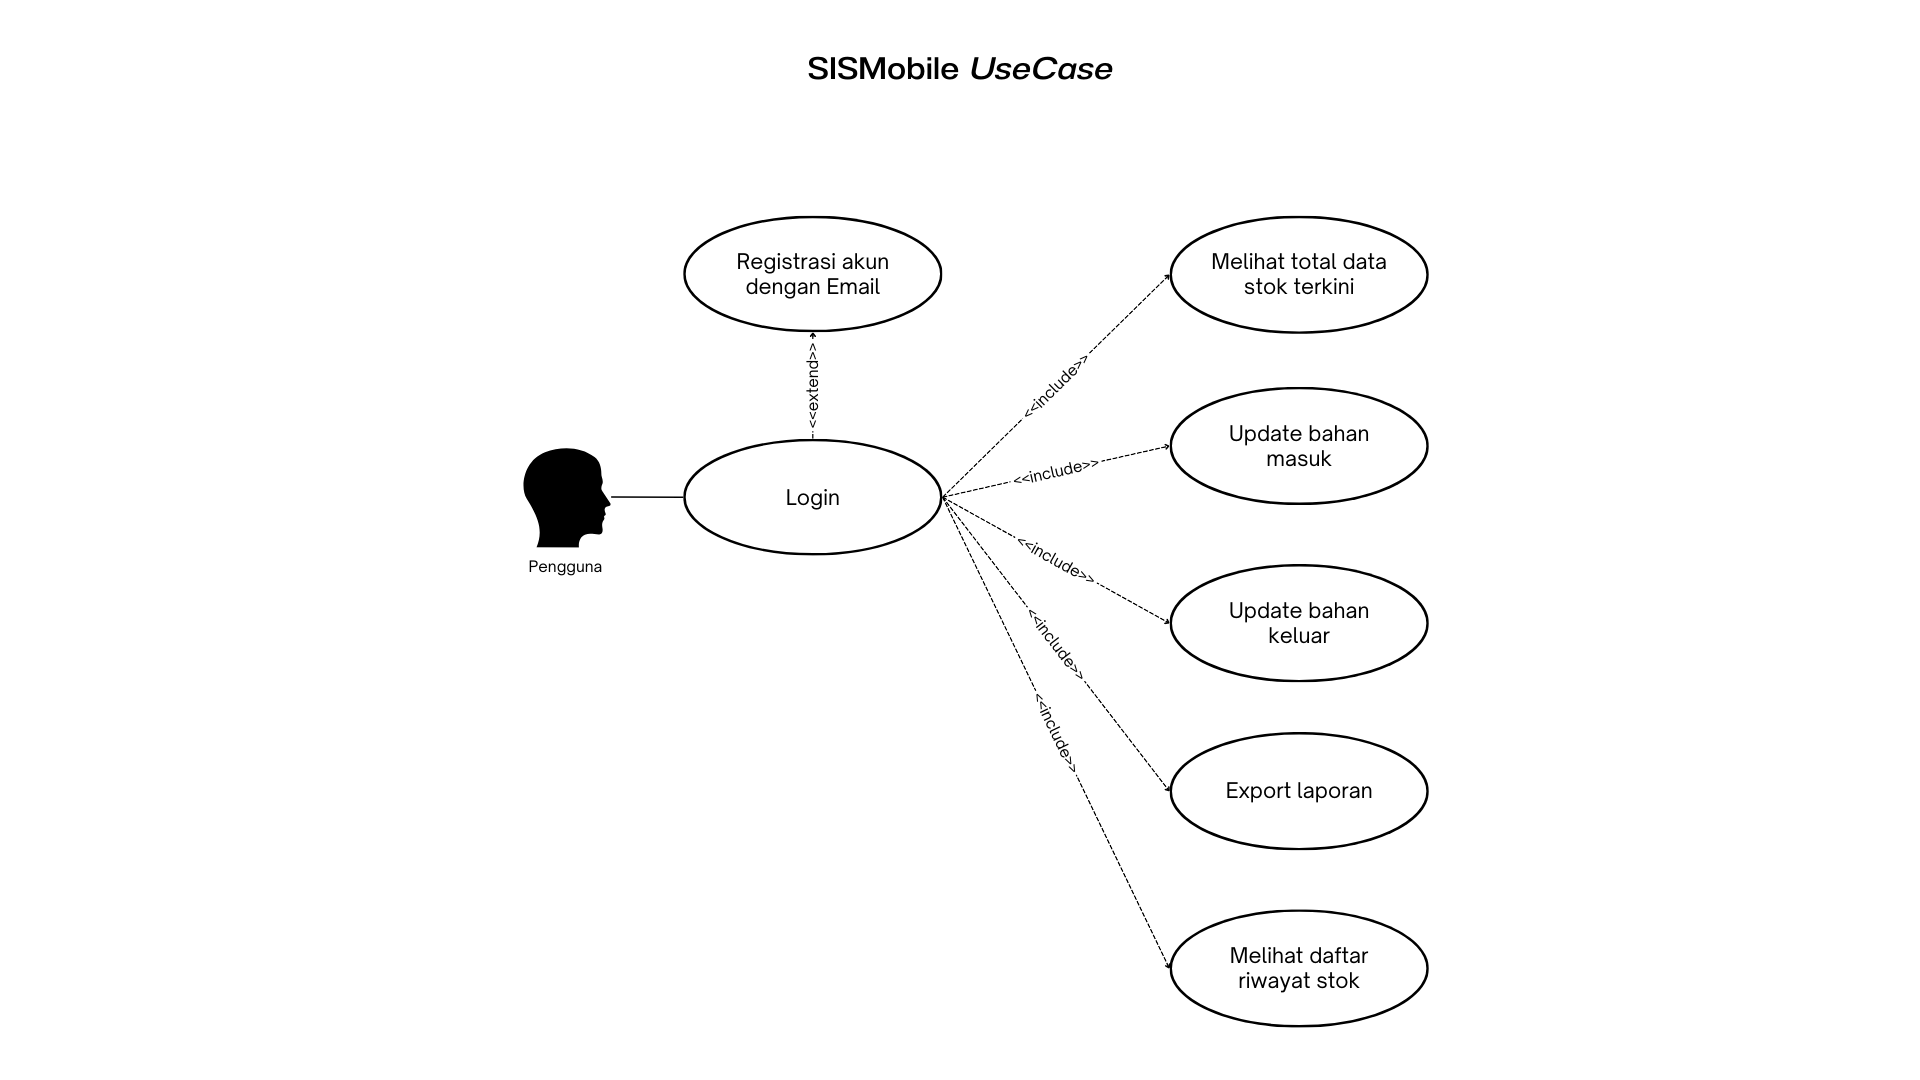 SISMobile UseCase
Registrasi akun
dengan Email
<<extend>>
Login
Pengguna
<<include>>
<<include>>
<<include>>
<<include>>
<<include>>
Melihat total data
stok terkini
Update bahan
masuk
Update bahan
keluar
Export laporan
Melihat daftar
riwayat stok